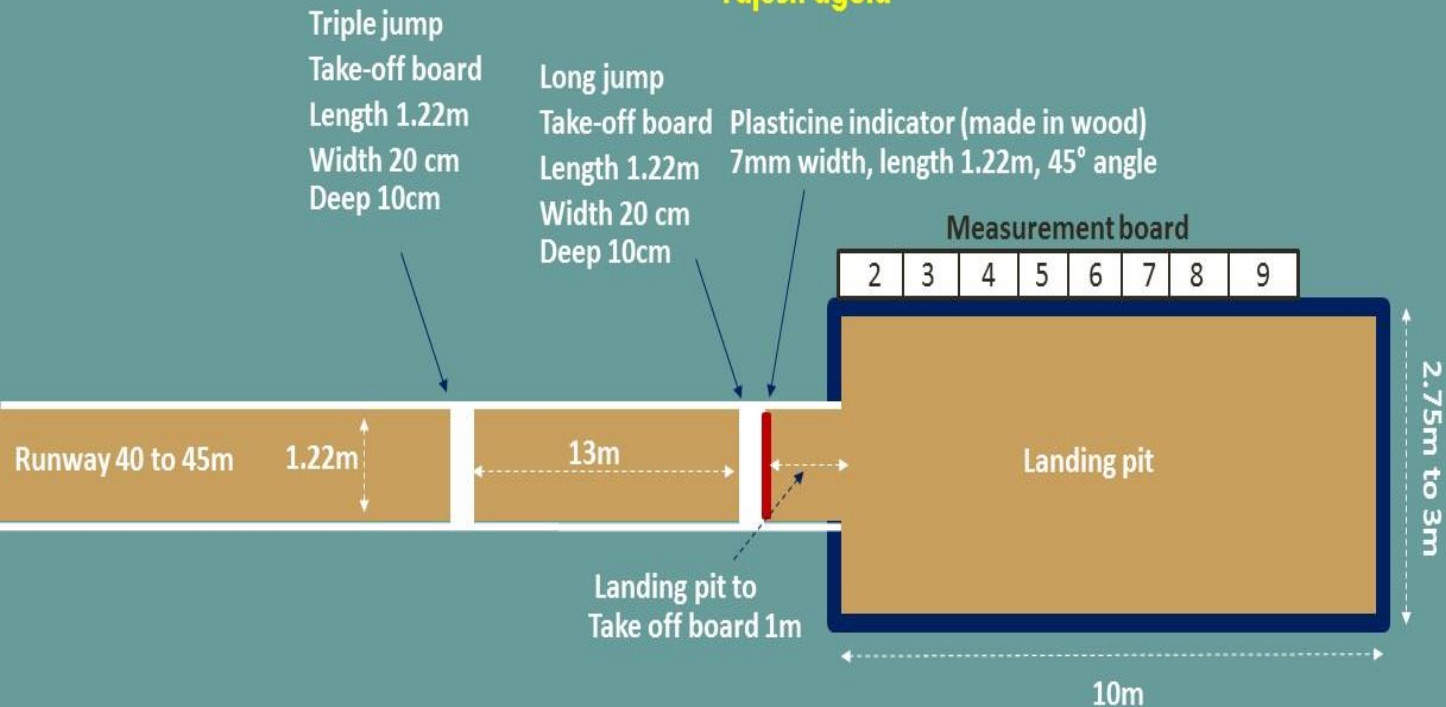 Triple jump
Take-off board
Length 1.22m
Width 20 cm
Deep 10cm
Long jump
Take-off board
Length 1.22m
Width 20 cm
Deep 10cm
Plasticine indicator (made in wood)
7mm width, length 1.22m, 45° angle
Measurement board
2 3 4 5 6 7 8 9
Runway 40 to 45m
1.22m
13m
Landing pit
2.75m to 3m
Landing pit to
Take off board 1m
10m